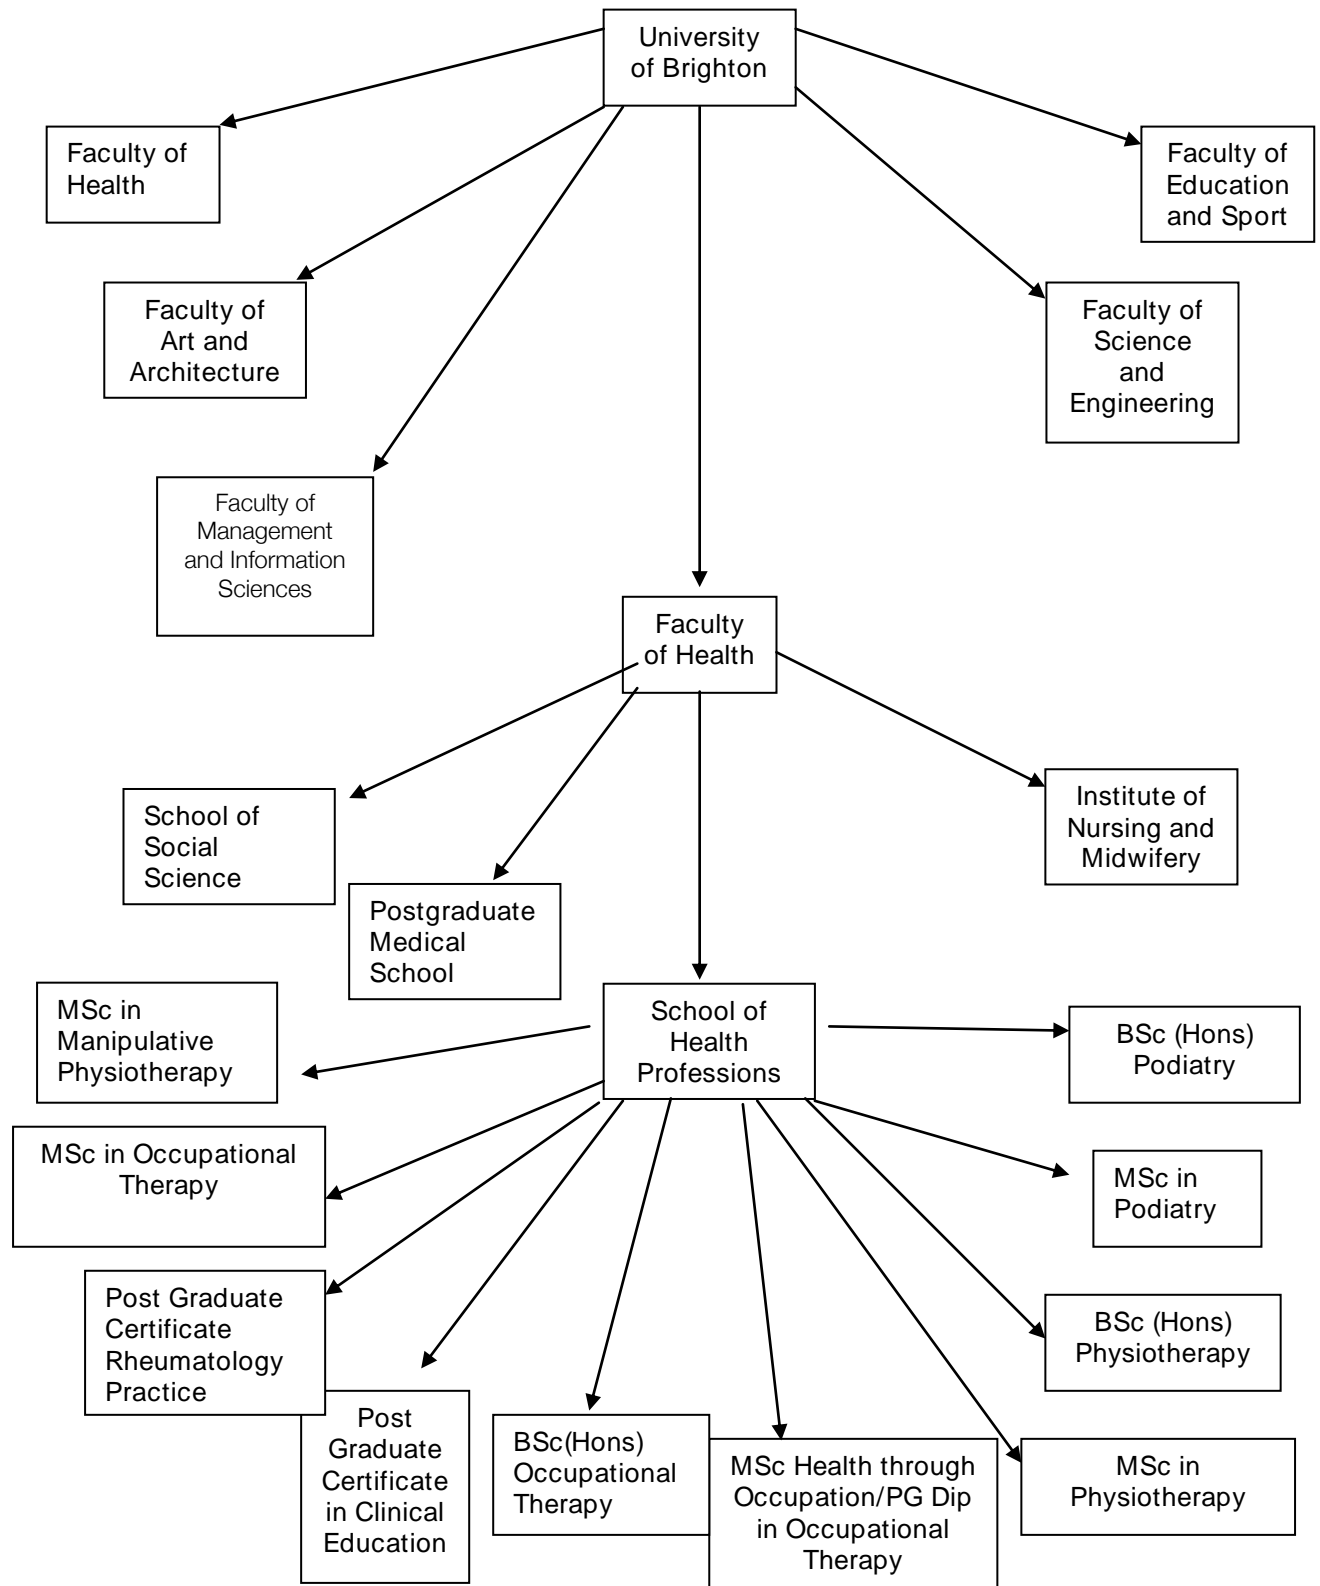 University
of Brighton
Faculty of
Health
Faculty of
Education
and Sport
Faculty of
Art and
Architecture
Faculty of
Science
and
Engineering
Faculty of
Management
and Information
Sciences
Faculty
of Health
School of
Social
Science
Institute of
Nursing and
Midwifery
Postgraduate
Medical
School
MSc in
Manipulative
Physiotherapy
School of
Health
Professions
BSc (Hons)
Podiatry
MSc in Occupational
Therapy
MSc in
Podiatry
Post Graduate
Certificate
Rheumatology
Practice
BSc (Hons)
Physiotherapy
Post
Graduate
Certificate
in Clinical
Education
BSc(Hons)
Occupational
Therapy
MSc Health through
Occupation/PG Dip
in Occupational
Therapy
MSc in
Physiotherapy